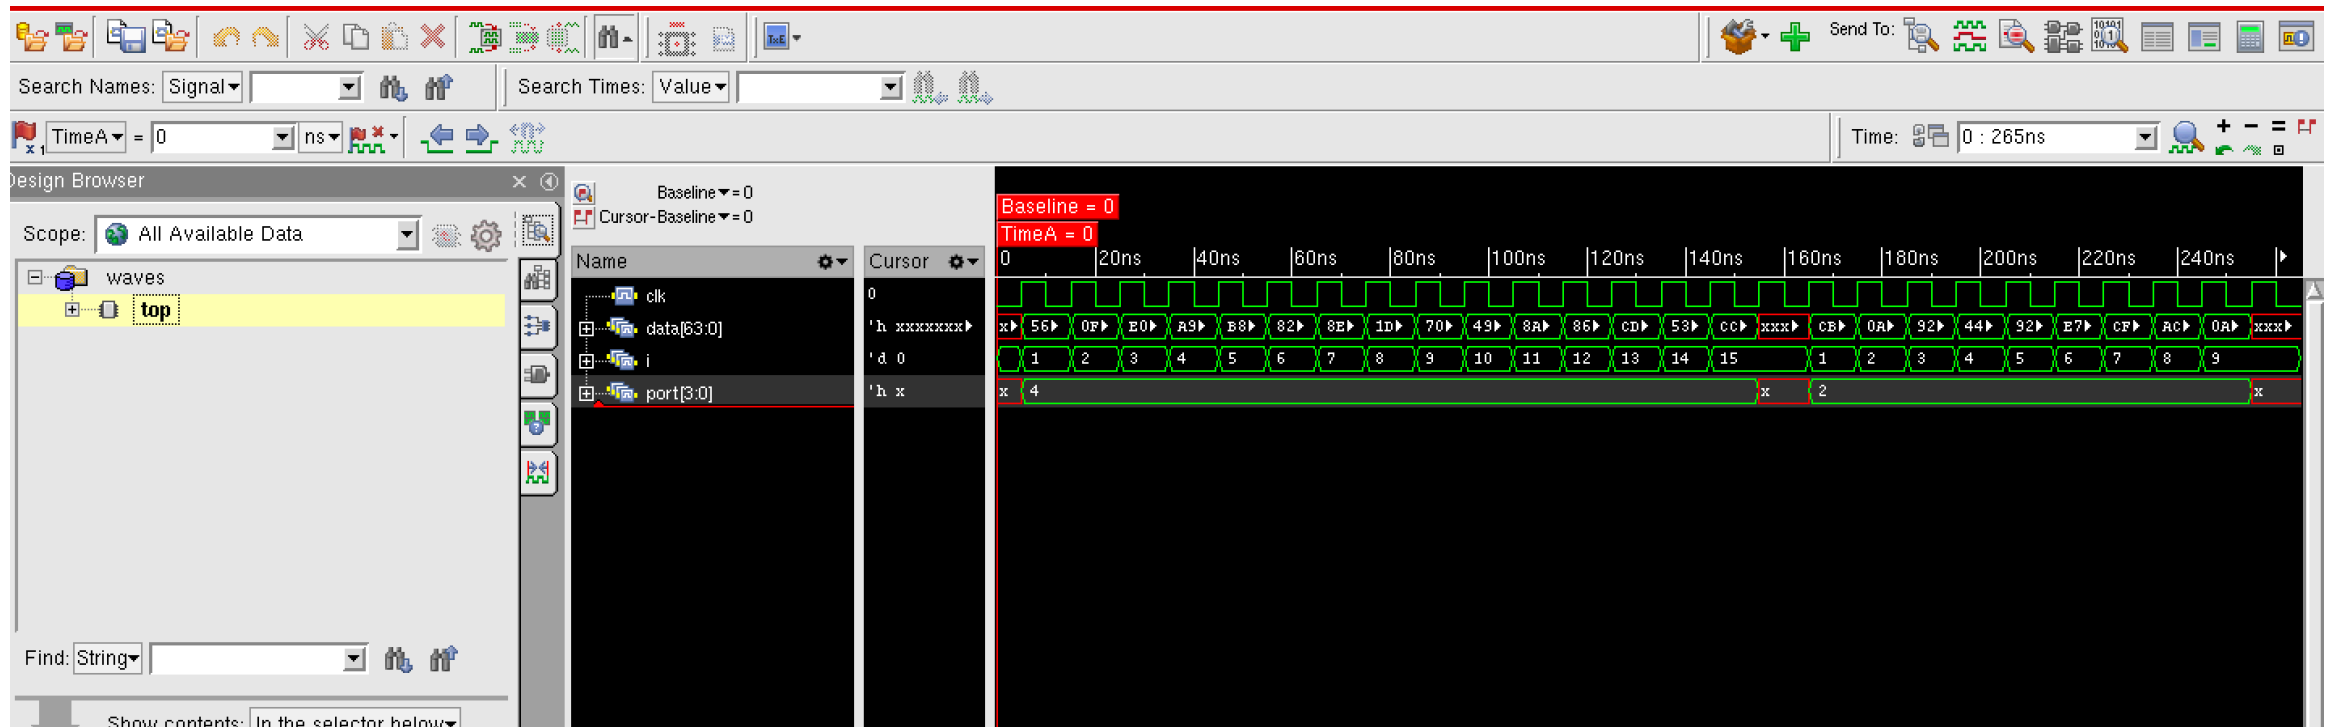 Send To:
Search Names: Signal Search Times: Value
x 1 TimeA = 0 ns Time: 0 : 265ns
Design Browser
Baseline = 0
Cursor-Baseline = 0
Scope: All Available Data
waves
top
Baseline = 0
TimeA = 0
Name Cursor 0 20ns 40ns 60ns 80ns 100ns 120ns 140ns 160ns 180ns 200ns 220ns 240ns
clk 0
data[63:0] 'h xxxxxxx x 56 0F E0 A9 B8 82 8E 1D 70 49 8A 86 CD 53 CC xxx CB 0A 92 44 92 E7 CF AC 0A xxx
i 'd 0 1 2 3 4 5 6 7 8 9 10 11 12 13 14 15 1 2 3 4 5 6 7 8 9
port[3:0] 'h x x 4 x 2 x
Find: String
Show contents: In the selector below